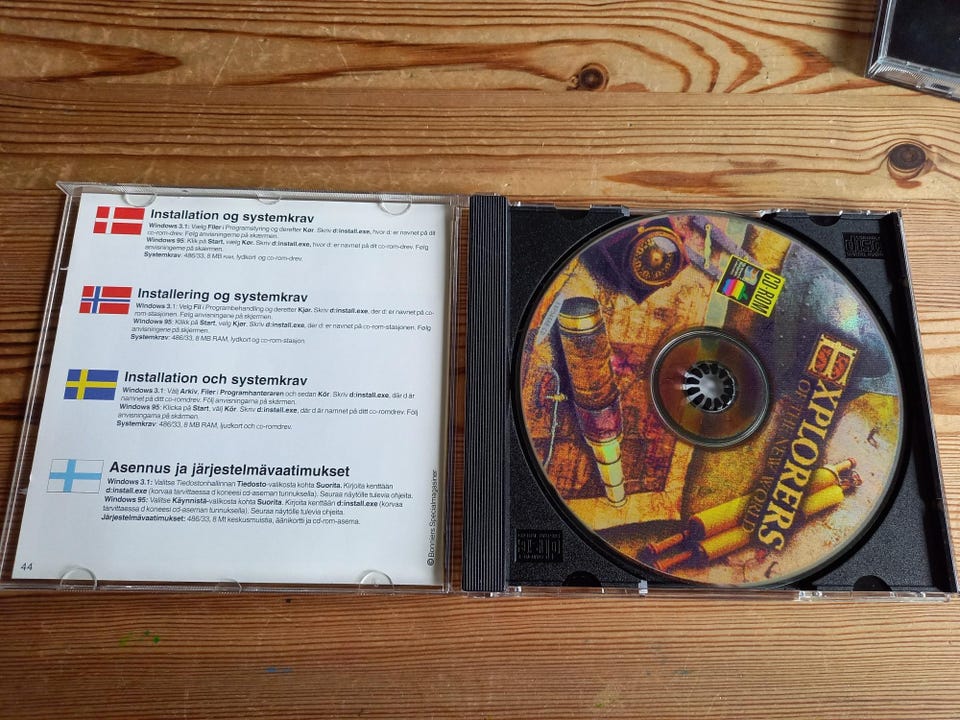 Installation og systemkrav
Windows 3.1: Vælg Filer i Programstyring og derefter Kør. Skriv d:install.exe, hvor d: er navnet på dit
co-rom-drev. Følg anvisningerne på skærmen.
Windows 95: Klik på Start, vælg Kør. Skriv d:install.exe, hvor d: er navnet på dit co-rom-drev. Følg
anvisningerne på skærmen.
Systemkrav: 486/33, 8 MB RAM, lydkort og co-rom-drev.
Installering og systemkrav
Windows 3.1: Velg Fil i Programbehandling og deretter Kjør. Skriv d:install.exe, der d: er navnet på co-
rom-stasjonen. Følg anvisningane på skjermen.
Windows 95: Klikk på Start, velg Kjør. Skriv d:install.exe, der d: er navnet på co-rom-stasjonen. Følg
anvisningene på skjermen.
Systemkrav: 486/33, 8 MB RAM, lydkort og co-rom-stasjon
Installation och systemkrav
Windows 3.1: Välj Arkiv, Filer i Programhanteraren och sedan Kör. Skriv d:install.exe, där d är
namnet på ditt co-romdrev. Följ anvisningarna på skärmen.
Windows 95: Klicka på Start, välj Kör. Skriv d:install.exe, där d är namnet på ditt co-romdrev. Följ
anvisningarna på skärmen.
Systemkrav: 486/33, 8 MB RAM, ljudkort och co-romdrev.
Asennus ja järjestelmävaatimukset
Windows 3.1: Valitse Tiedostonhallinnan Tiedosto-valikosta kohta Suorita. Kirjoita kenttään
d:install.exe (korvaa tarvittaessa d koneesi cd-aseman tunnuksella). Seuraa näytölle tulevia ohjeita.
Windows 95: Valitse Käynnistä-valikosta kohta Suorita. Kirjoita kenttään d:install.exe (korvaa
tarvittaessa d koneesi cd-aseman tunnuksella). Seuraa näytölle tulevia ohjeita.
Järjestelmävaatimukset: 486/33, 8 Mt keskusmuistia, äänikortti ja cd-rom-asema.
© Bonniers Specialmagasiner
44
CD-ROM
EXPLORERS
OF THE NEW
WORLD